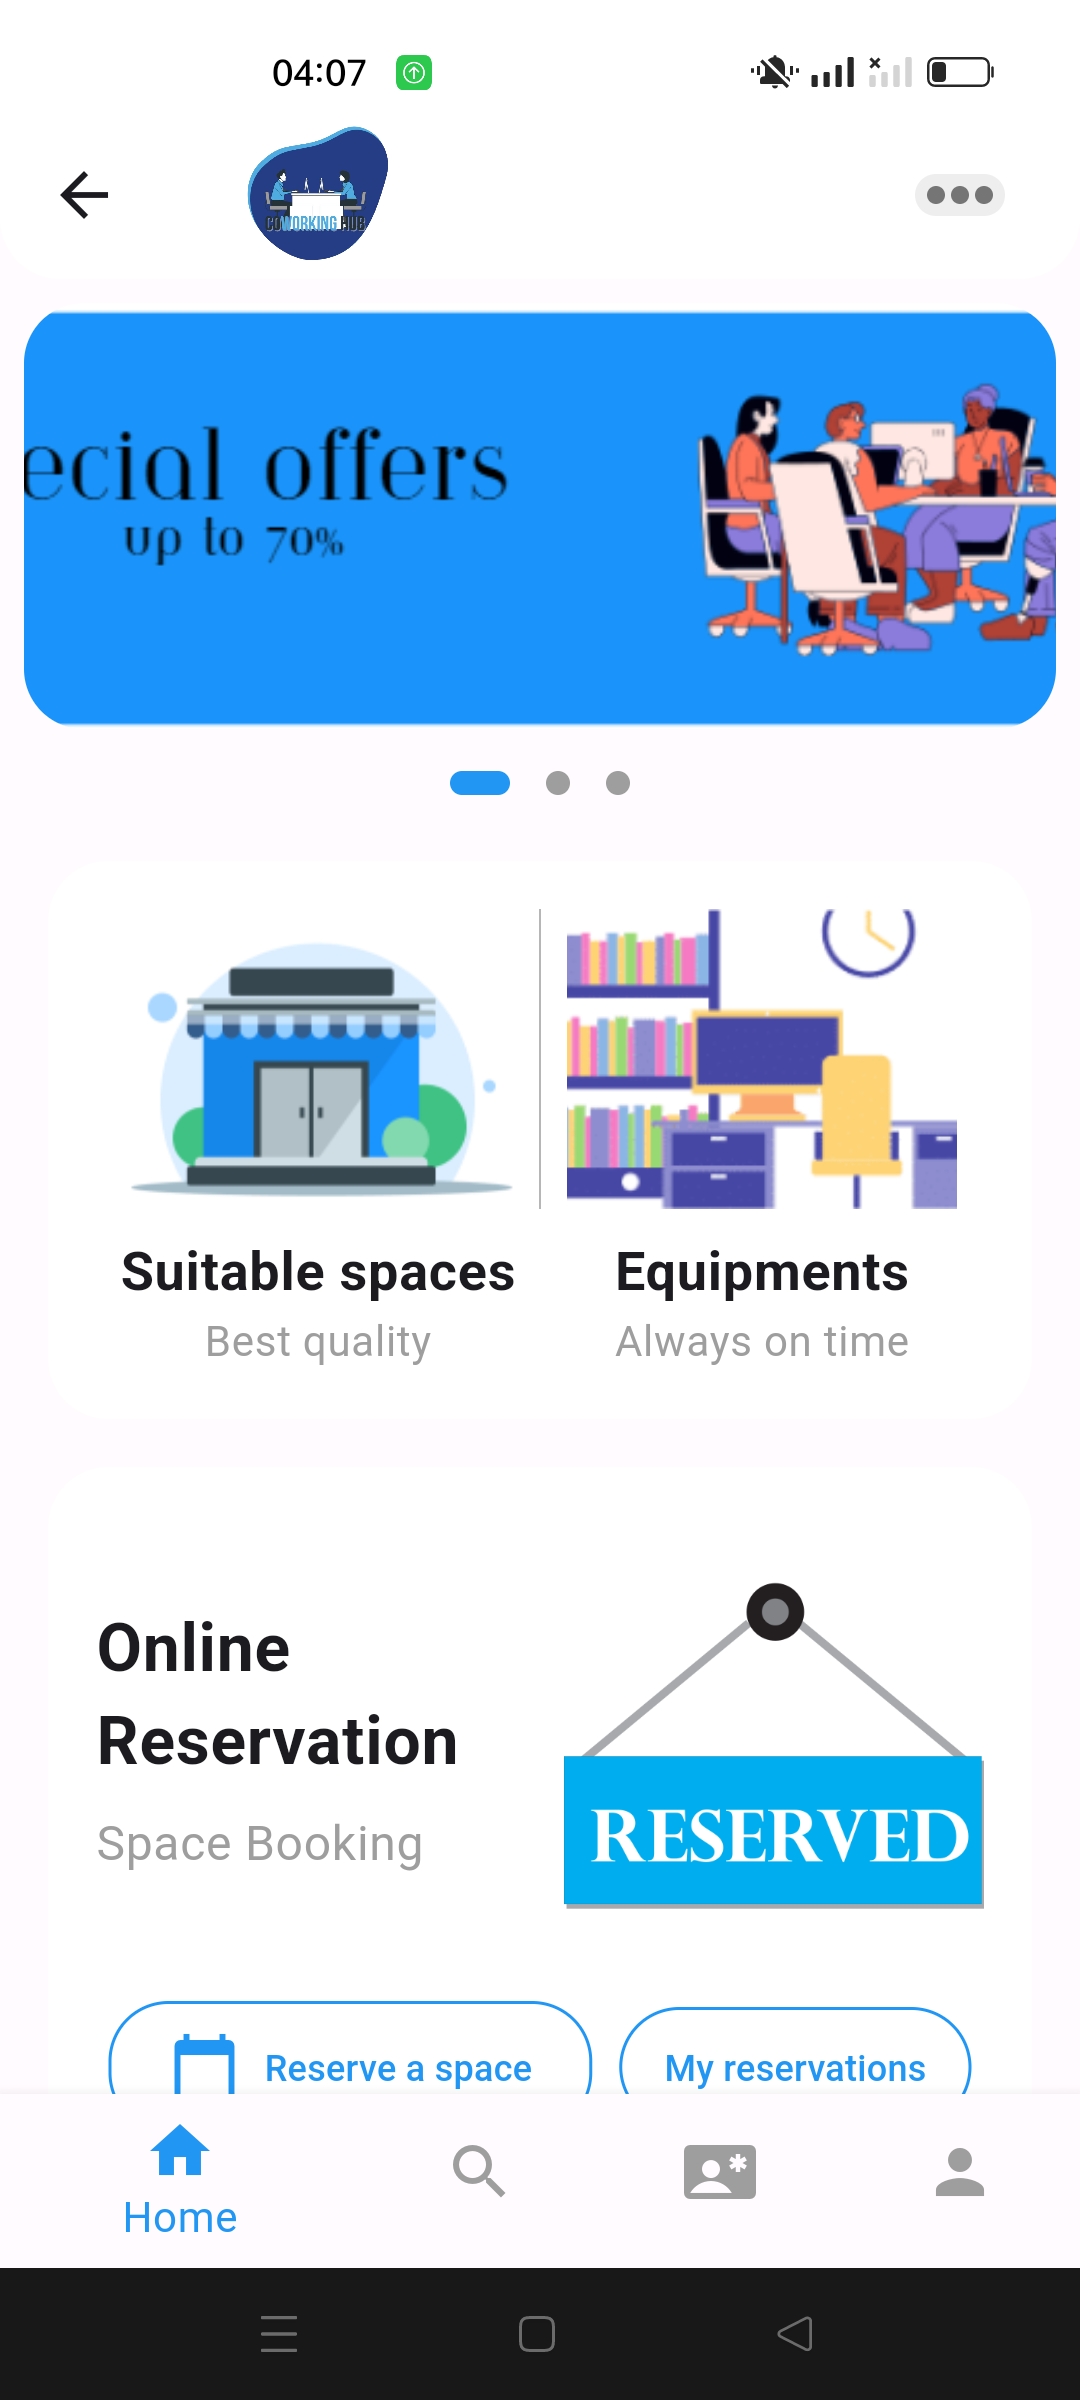 04:07
COWORKING HUB
ecial offers
up to 70%
Suitable spaces
Best quality
Equipments
Always on time
Online
Reservation
Space Booking
RESERVED
Reserve a space
My reservations
Home